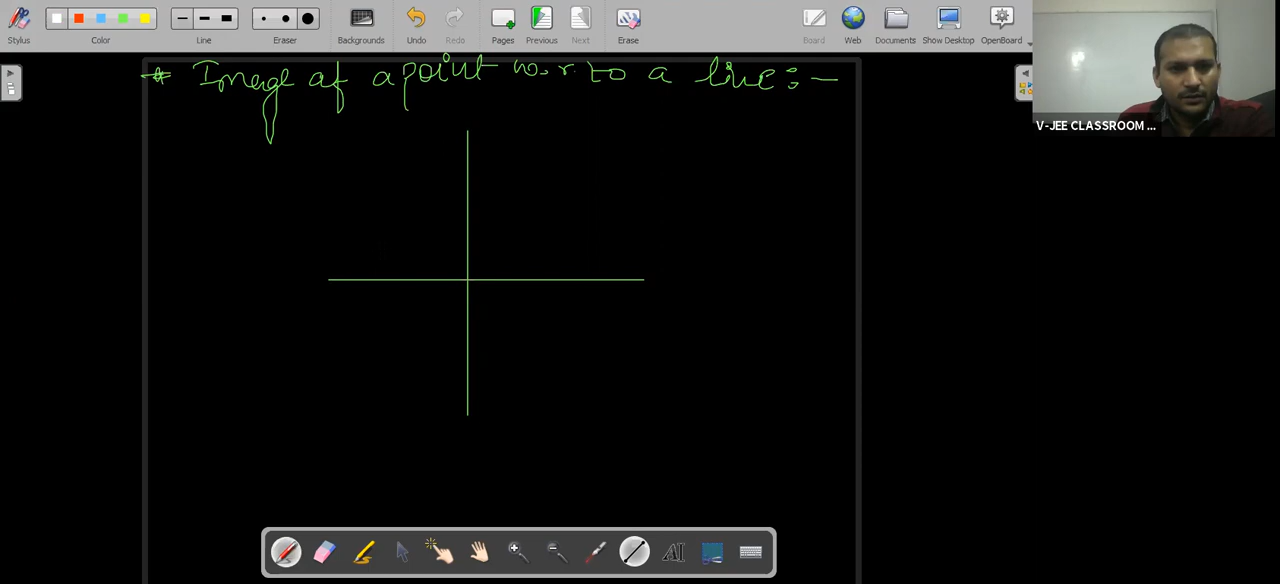 Stylus Color Line Eraser Backgrounds Undo Redo Pages Previous Next Erase Board Web Documents Show Desktop OpenBoard
* Image of a point w.r. to a line :-
V-JEE CLASSROOM ...
AI